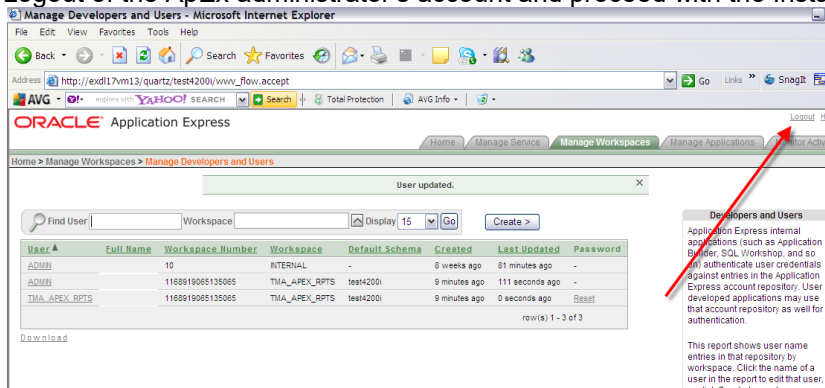 Logout of the ApEx administrator's account and proceed with the Insta
Manage Developers and Users - Microsoft Internet Explorer
File Edit View Favorites Tools Help
Back Search Favorites
Address http://exdl17vm13/quartz/test4200i/wwv_flow.accept Go Links » SnagIt
AVG explore with YAHOO! SEARCH Search Total Protection AVG Info
ORACLE Application Express
Logout H
Home Manage Service Manage Workspaces Manage Applications Monitor Activ
Home > Manage Workspaces > Manage Developers and Users
User updated. ×
Find User Workspace Display 15 Go Create >
User Full Name Workspace Number Workspace Default Schema Created Last Updated Password
ADMIN 10 INTERNAL - 8 weeks ago 81 minutes ago -
ADMIN 1168919065135065 TMA_APEX_RPTS test4200i 9 minutes ago 111 seconds ago -
TMA_APEX_RPTS 1168919065135065 TMA_APEX_RPTS test4200i 9 minutes ago 0 seconds ago Reset
row(s) 1 - 3 of 3
Download
Developers and Users
Application Express internal
applications (such as Application
Builder, SQL Workshop, and so
on) authenticate user credentials
against entries in the Application
Express account repository. User
developed applications may use
that account repository as well for
authentication.
This report shows user name
entries in that repository by
workspace. Click the name of a
user in the report to edit that user,